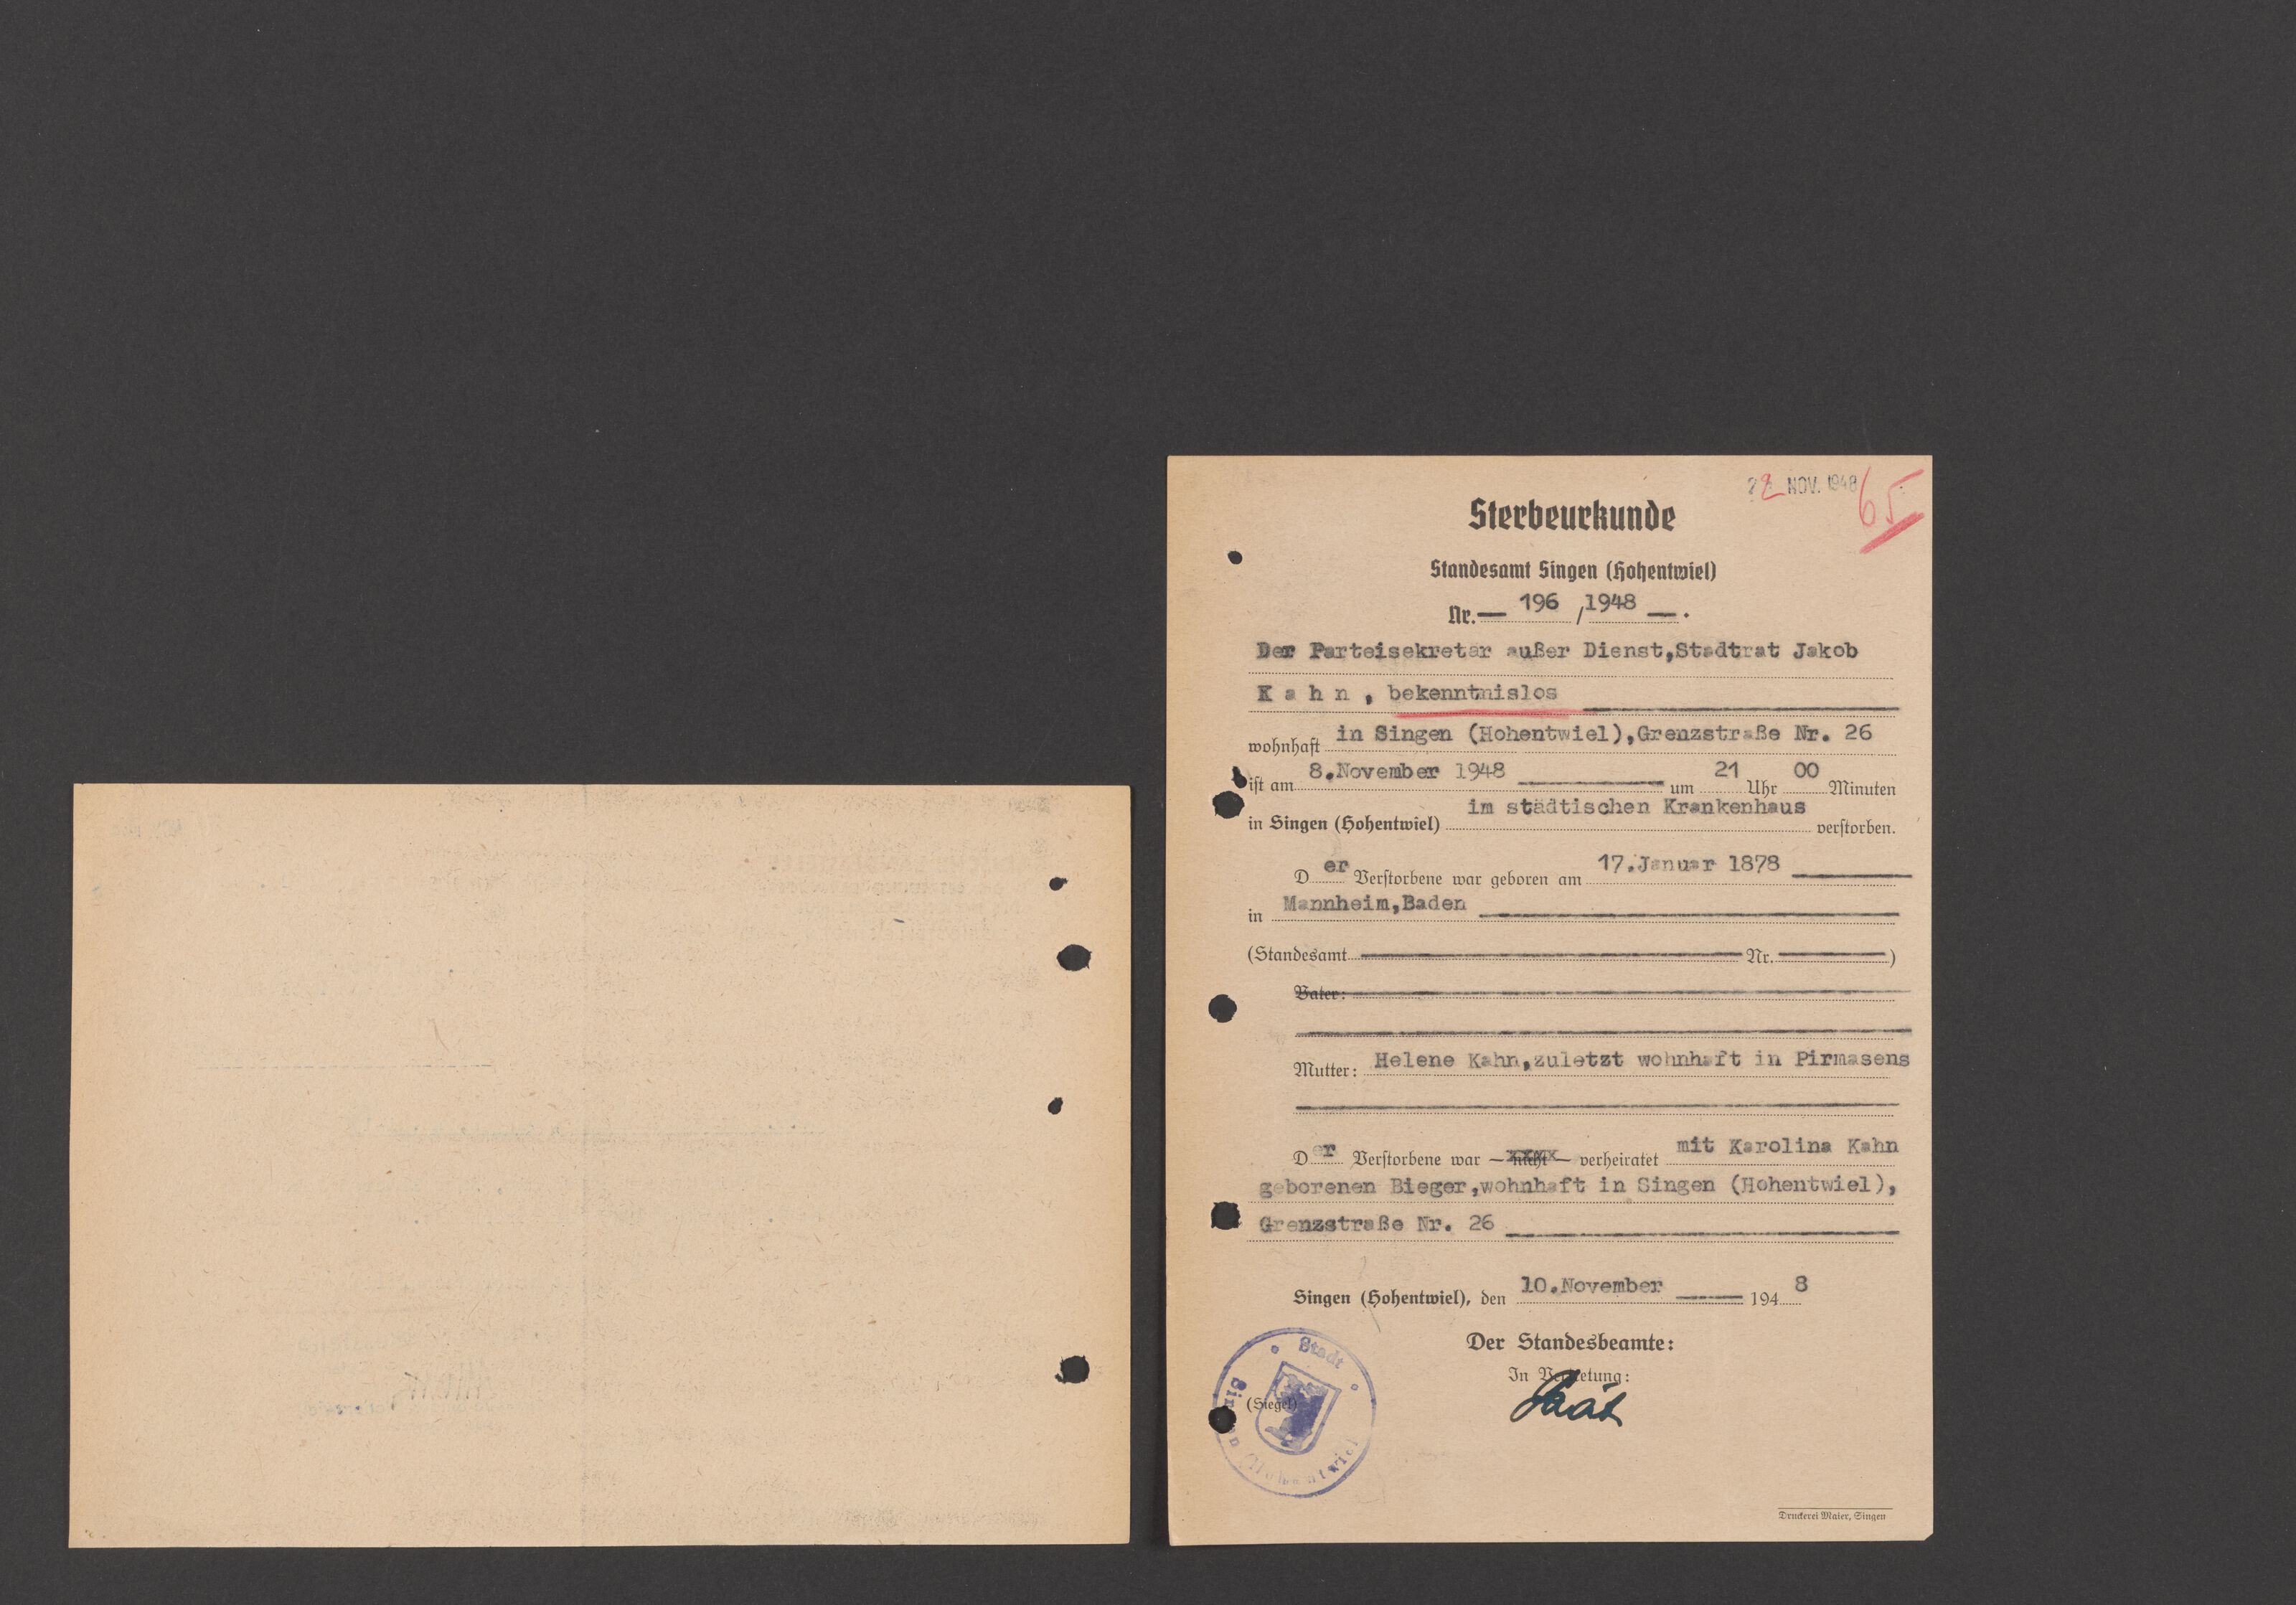 22 NOV. 1948
65
Sterbeurkunde
Standesamt Singen (Hohentwiel)
Nr. — 196 / 1948 — .
Der Parteisekretär außer Dienst,Stadtrat Jakob
K a h n , bekenntnislos
wohnhaft in Singen (Hohentwiel),Grenzstraße Nr. 26
ist am 8.November 1948 um 21 Uhr 00 Minuten
in Singen (Hohentwiel) im städtischen Krankenhaus verstorben.
Der Verstorbene war geboren am 17.Januar 1878
in Mannheim,Baden
(Standesamt Nr. )
Vater:
Mutter: Helene Kahn,zuletzt wohnhaft in Pirmasens
Der Verstorbene war — nicht — verheiratet mit Karolina Kahn
geborenen Bieger,wohnhaft in Singen (Hohentwiel),
Grenzstraße Nr. 26
Singen (Hohentwiel), den 10.November 1948
Der Standesbeamte:
In Vertretung:
(Siegel)
Stadt Singen (Hohentwiel)
Druckerei Maier, Singen